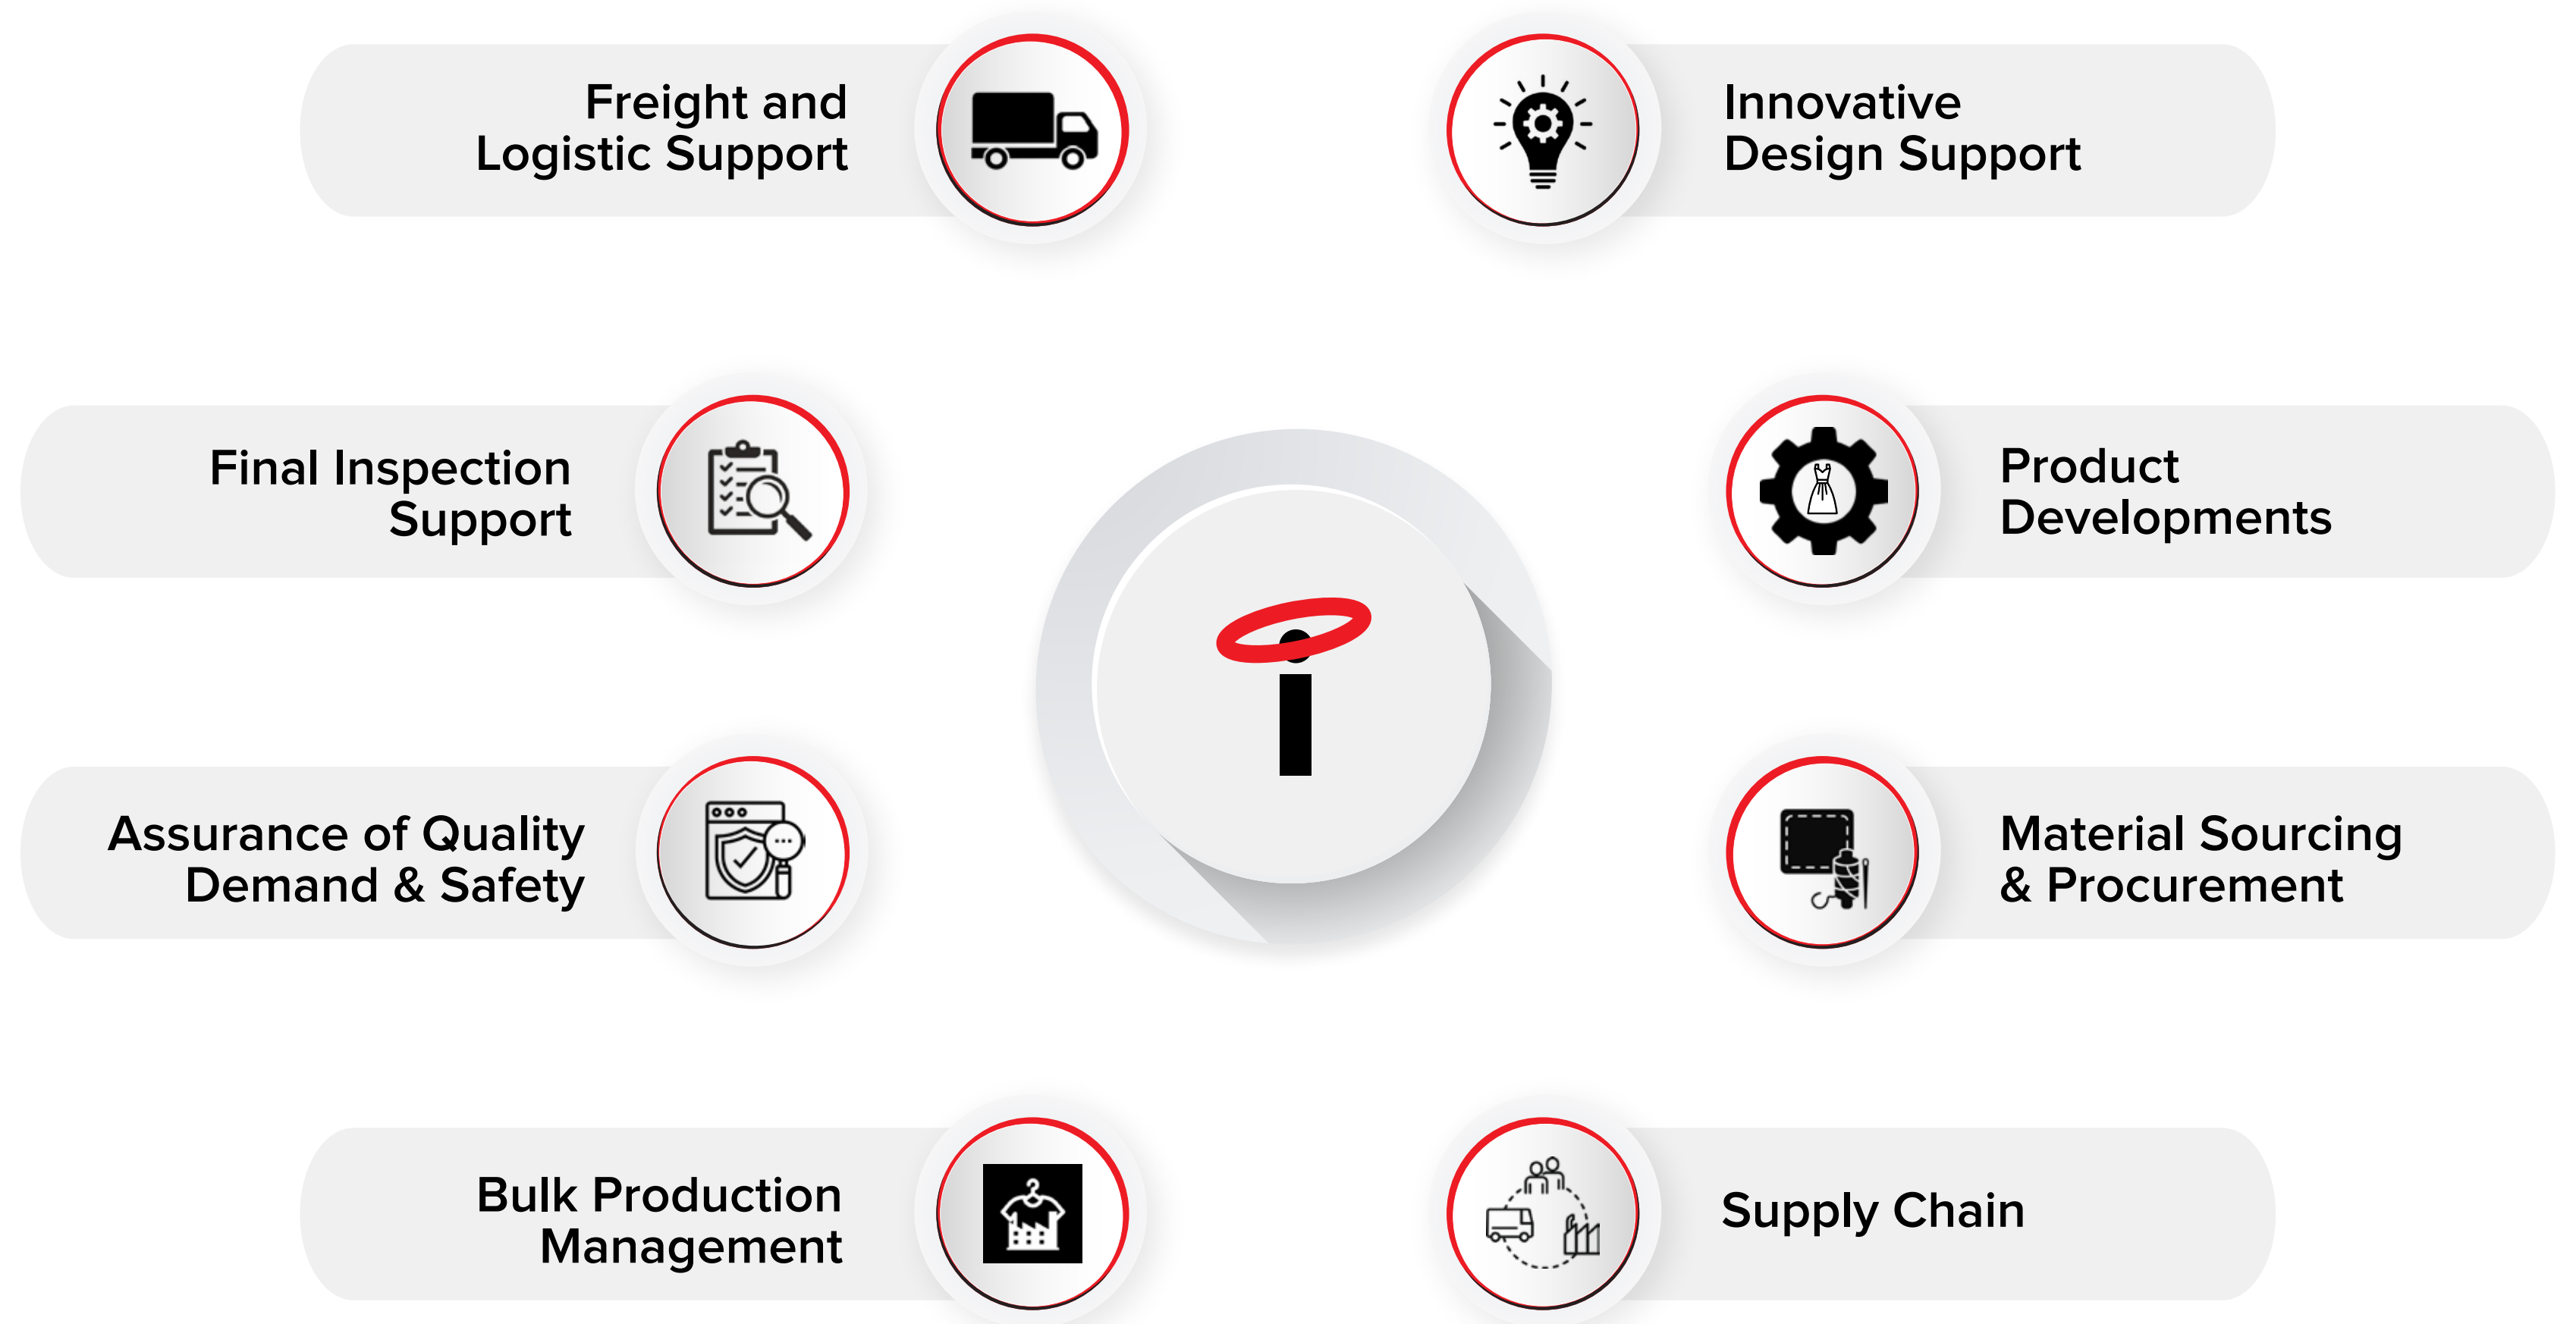 Freight and
Logistic Support
Innovative
Design Support
Final Inspection
Support
Product
Developments
Assurance of Quality
Demand & Safety
Material Sourcing
& Procurement
Bulk Production
Management
Supply Chain
i